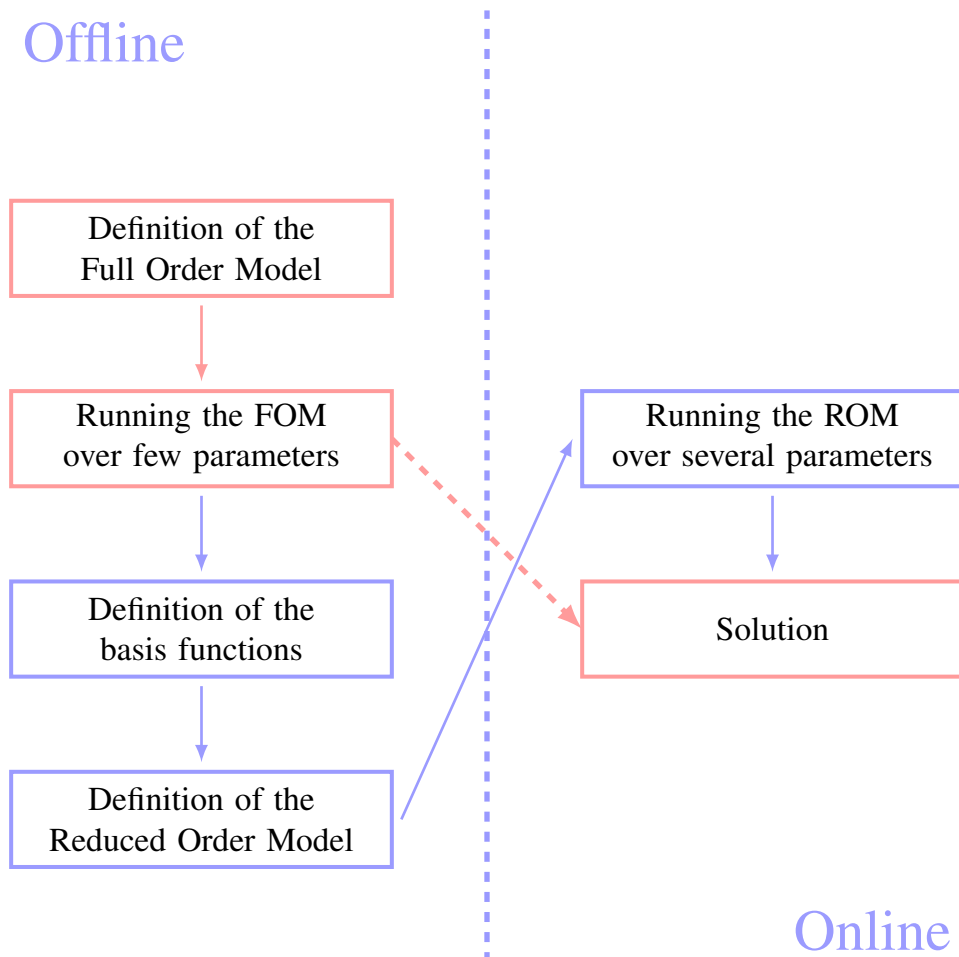 Offline
Definition of the
Full Order Model
Running the FOM
over few parameters
Definition of the
basis functions
Definition of the
Reduced Order Model
Running the ROM
over several parameters
Solution
Online